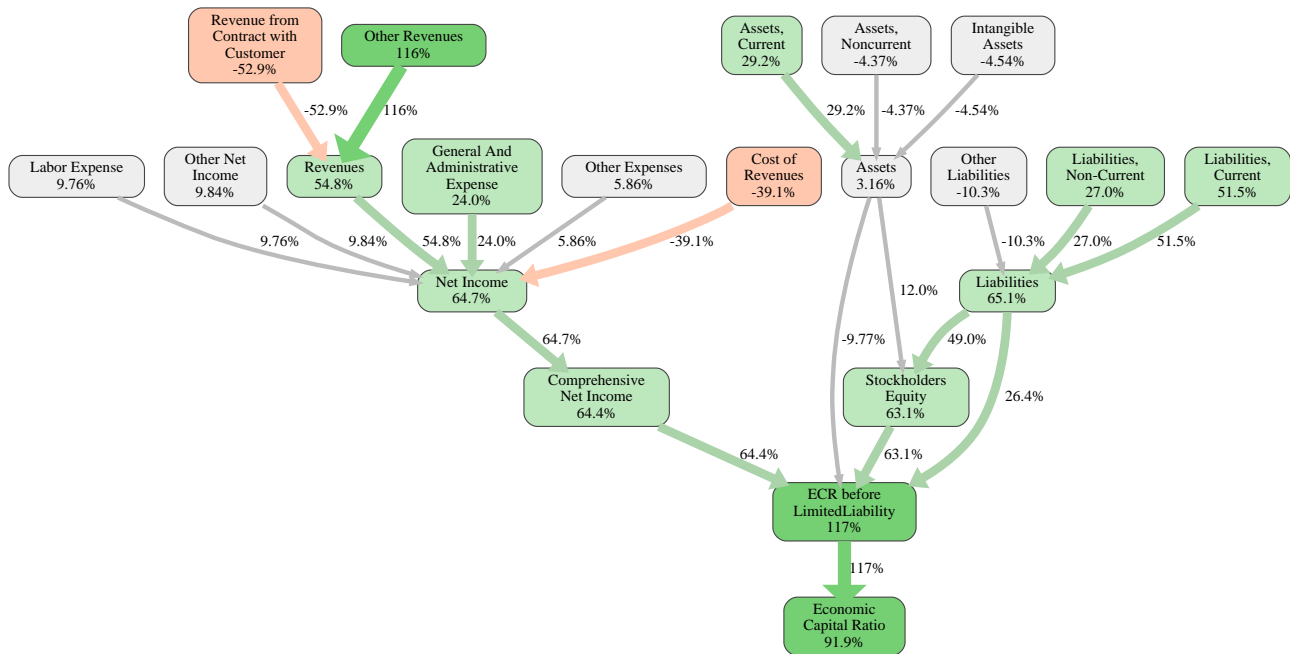 Revenue from
Contract with
Customer
-52.9%
Other Revenues
116%
Assets,
Current
29.2%
Assets,
Noncurrent
-4.37%
Intangible
Assets
-4.54%
-52.9%
116%
29.2%
-4.37%
-4.54%
Labor Expense
9.76%
Other Net
Income
9.84%
Revenues
54.8%
General And
Administrative
Expense
24.0%
Other Expenses
5.86%
Cost of
Revenues
-39.1%
Assets
3.16%
Other
Liabilities
-10.3%
Liabilities,
Non-Current
27.0%
Liabilities,
Current
51.5%
9.76%
9.84%
54.8%
24.0%
5.86%
-39.1%
-10.3%
27.0%
51.5%
Net Income
64.7%
12.0%
Liabilities
65.1%
64.7%
-9.77%
49.0%
Comprehensive
Net Income
64.4%
Stockholders
Equity
63.1%
26.4%
64.4%
63.1%
ECR before
LimitedLiability
117%
117%
Economic
Capital Ratio
91.9%